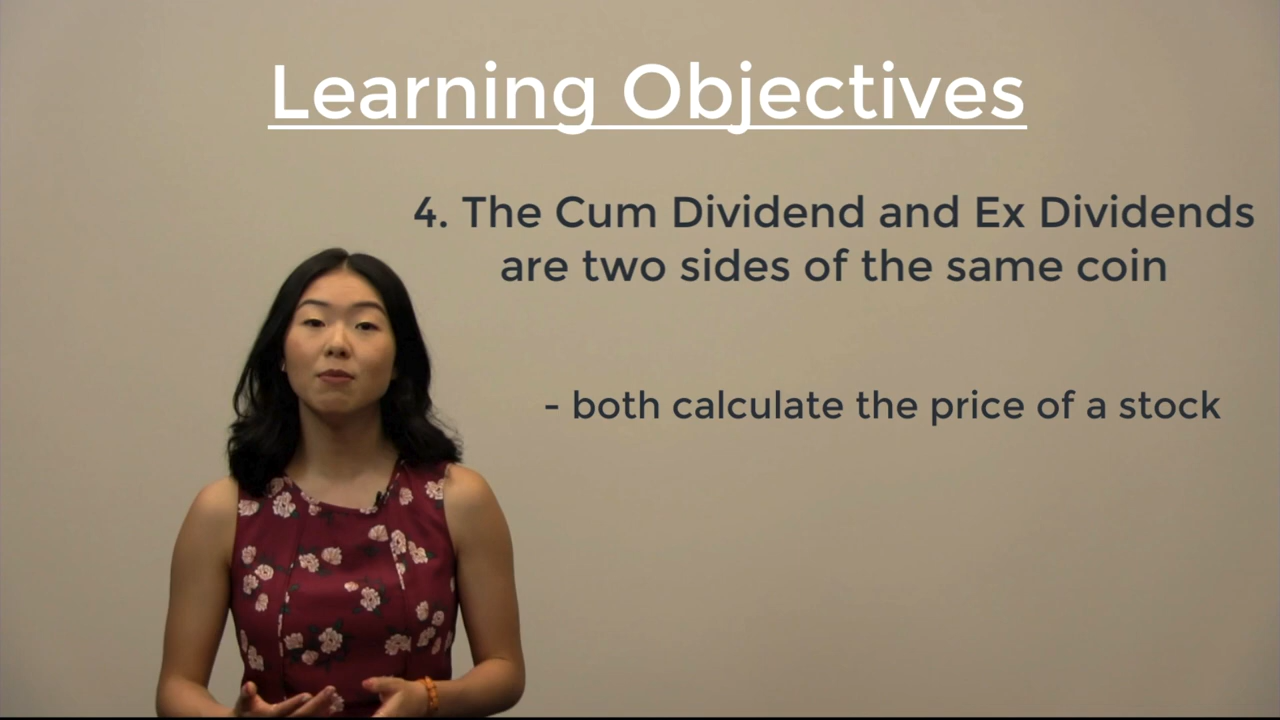 Learning Objectives
4. The Cum Dividend and Ex Dividends
are two sides of the same coin
- both calculate the price of a stock